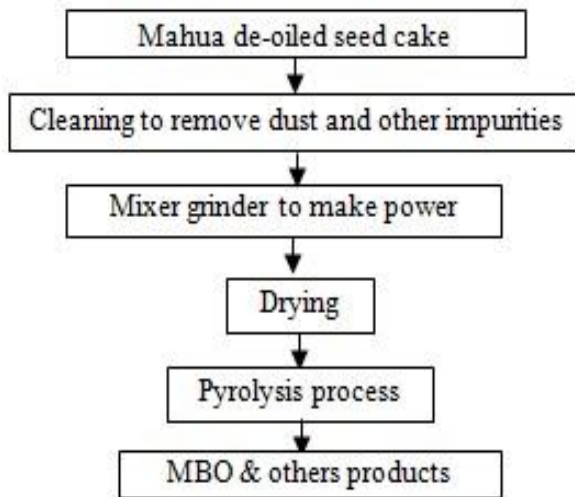 Mahua de-oiled seed cake
Cleaning to remove dust and other impurities
Mixer grinder to make power
Drying
Pyrolysis process
MBO & others products